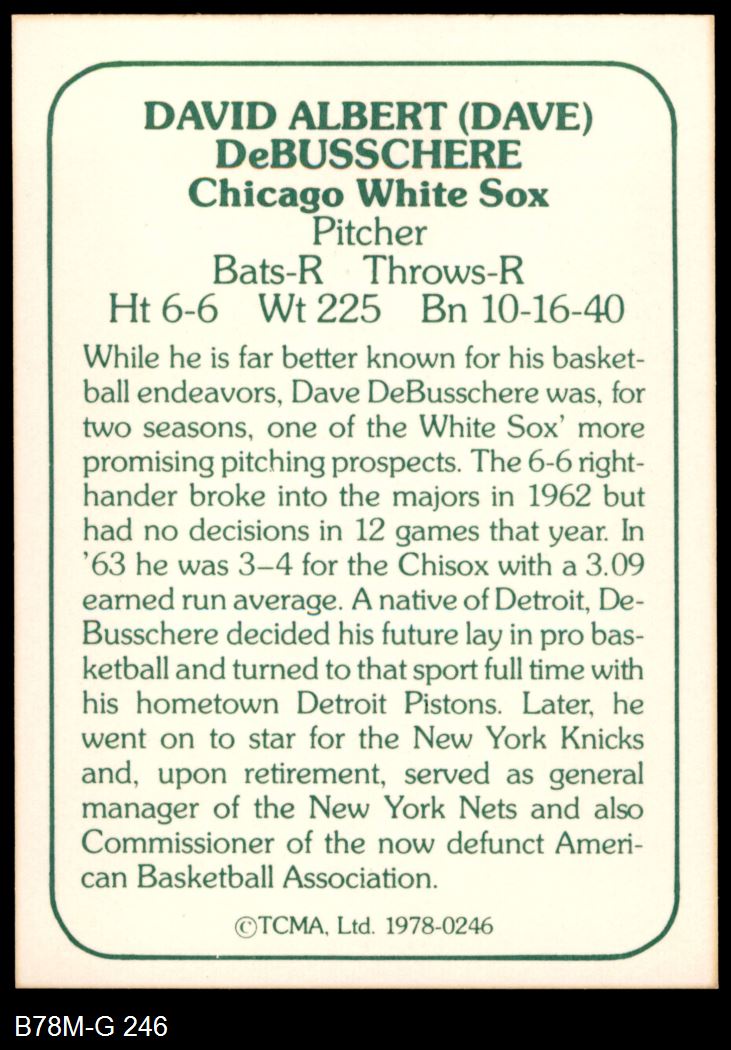 DAVID ALBERT (DAVE)
DeBUSSCHERE
Chicago White Sox
Pitcher
Bats-R Throws-R
Ht 6-6 Wt 225 Bn 10-16-40
While he is far better known for his basket-
ball endeavors, Dave DeBusschere was, for
two seasons, one of the White Sox' more
promising pitching prospects. The 6-6 right-
hander broke into the majors in 1962 but
had no decisions in 12 games that year. In
'63 he was 3–4 for the Chisox with a 3.09
earned run average. A native of Detroit, De-
Busschere decided his future lay in pro bas-
ketball and turned to that sport full time with
his hometown Detroit Pistons. Later, he
went on to star for the New York Knicks
and, upon retirement, served as general
manager of the New York Nets and also
Commissioner of the now defunct Ameri-
can Basketball Association.
©TCMA, Ltd. 1978-0246
B78M-G 246